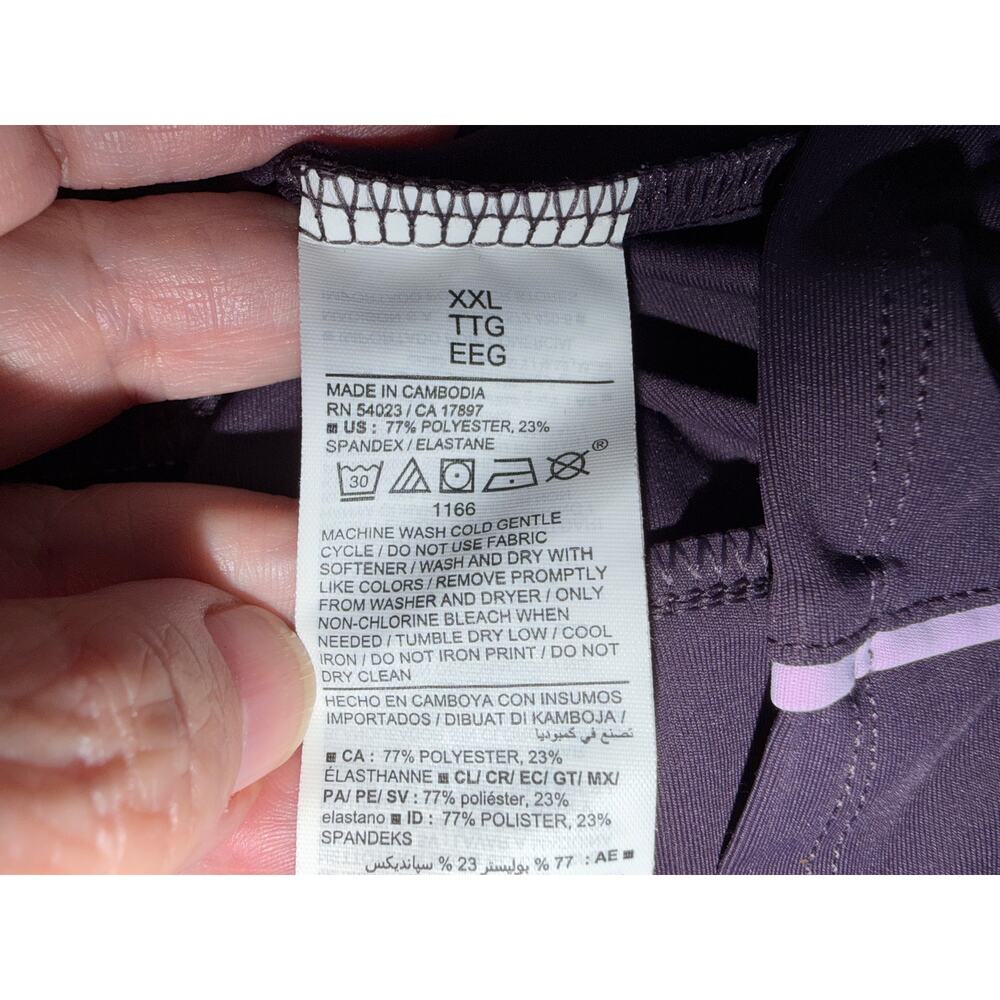 XXL
TTG
EEG
MADE IN CAMBODIA
RN 54023 / CA 17897
US : 77% POLYESTER, 23%
SPANDEX / ELASTANE
30
®
1166
MACHINE WASH COLD GENTLE
CYCLE / DO NOT USE FABRIC
SOFTENER / WASH AND DRY WITH
LIKE COLORS / REMOVE PROMPTLY
FROM WASHER AND DRYER / ONLY
NON-CHLORINE BLEACH WHEN
NEEDED / TUMBLE DRY LOW / COOL
IRON / DO NOT IRON PRINT / DO NOT
DRY CLEAN
HECHO EN CAMBOYA CON INSUMOS
IMPORTADOS / DIBUAT DI KAMBOJA /
تصنع في كمبوديا
CA : 77% POLYESTER, 23%
ÉLASTHANNE CL/ CR/ EC/ GT/ MX/
PA/ PE/ SV : 77% poliéster, 23%
elastano ID : 77% POLISTER, 23%
SPANDEKS
AE : 77 % بوليستر 23 % سپاندیکس